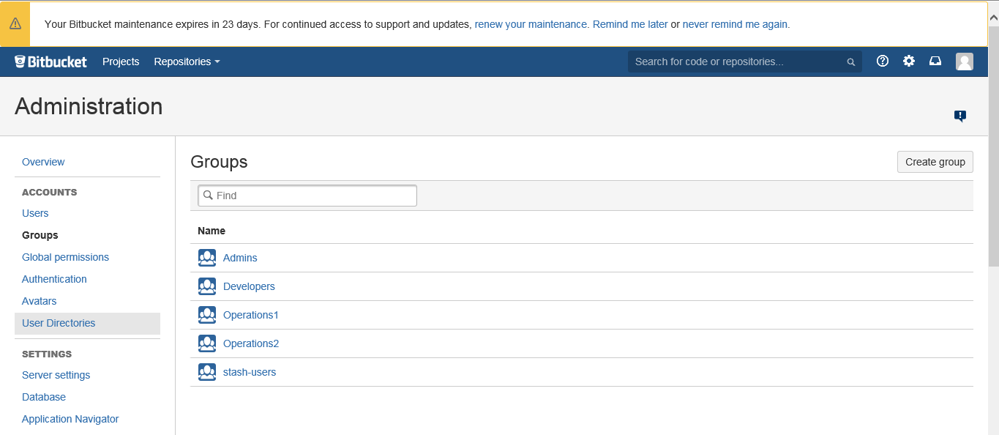 Your Bitbucket maintenance expires in 23 days. For continued access to support and updates, renew your maintenance. Remind me later or never remind me again.
Bitbucket Projects Repositories Search for code or repositories...
Administration
Overview
ACCOUNTS
Users
Groups
Global permissions
Authentication
Avatars
User Directories
SETTINGS
Server settings
Database
Application Navigator
Groups
Create group
Find
Name
Admins
Developers
Operations1
Operations2
stash-users